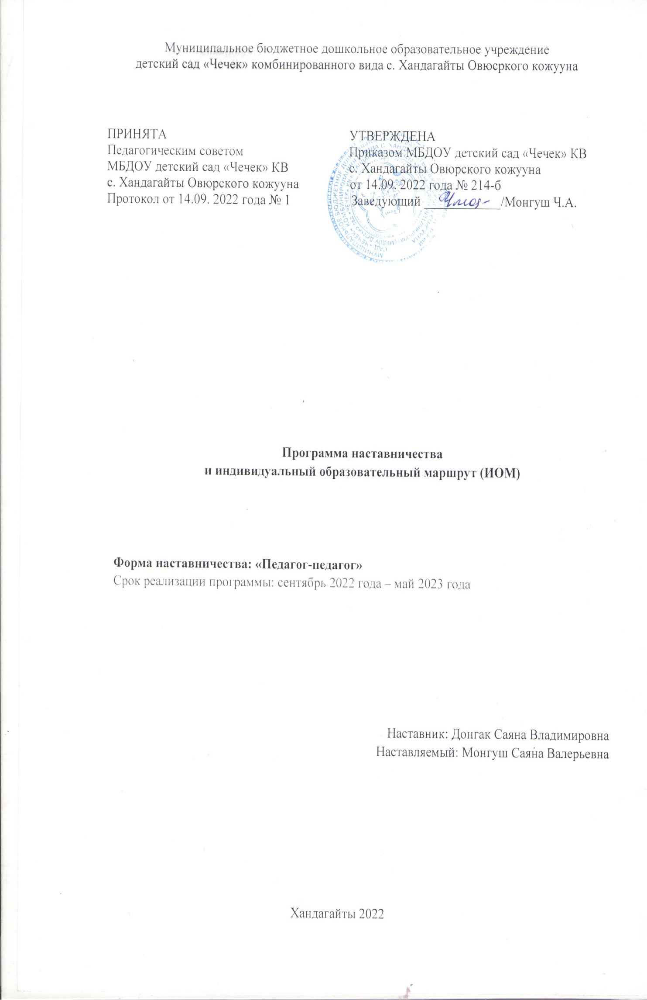 Муниципальное бюджетное дошкольное образовательное учреждение
детский сад «Чечек» комбинированного вида с. Хандагайты Овюсркого кожууна
ПРИНЯТА
Педагогическим советом
МБДОУ детский сад «Чечек» КВ
с. Хандагайты Овюрского кожууна
Протокол от 14.09. 2022 года № 1
УТВЕРЖДЕНА
Приказом МБДОУ детский сад «Чечек» КВ
с. Хандагайты Овюрского кожууна
от 14.09. 2022 года № 214-б
Заведующий ____________/Монгуш Ч.А.
Программа наставничества
и индивидуальный образовательный маршрут (ИОМ)
Форма наставничества: «Педагог-педагог»
Срок реализации программы: сентябрь 2022 года – май 2023 года
Наставник: Донгак Саяна Владимировна
Наставляемый: Монгуш Саяна Валерьевна
Хандагайты 2022